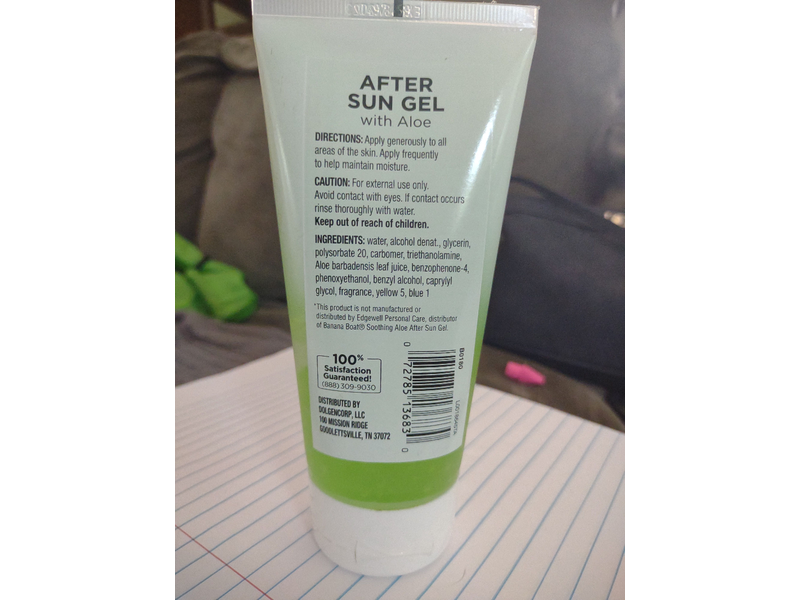 AFTER
SUN GEL
with Aloe
DIRECTIONS: Apply generously to all
areas of the skin. Apply frequently
to help maintain moisture.
CAUTION: For external use only.
Avoid contact with eyes. If contact occurs
rinse thoroughly with water.
Keep out of reach of children.
INGREDIENTS: water, alcohol denat., glycerin,
polysorbate 20, carbomer, triethanolamine,
Aloe barbadensis leaf juice, benzophenone-4,
phenoxyethanol, benzyl alcohol, caprylyl
glycol, fragrance, yellow 5, blue 1
*This product is not manufactured or
distributed by Edgewell Personal Care, distributor
of Banana Boat® Soothing Aloe After Sun Gel.
100%
Satisfaction
Guaranteed!
(888) 309-9030
DISTRIBUTED BY
DOLGENCORP, LLC
100 MISSION RIDGE
GOODLETTSVILLE, TN 37072
0 72785 13683 0
B0180